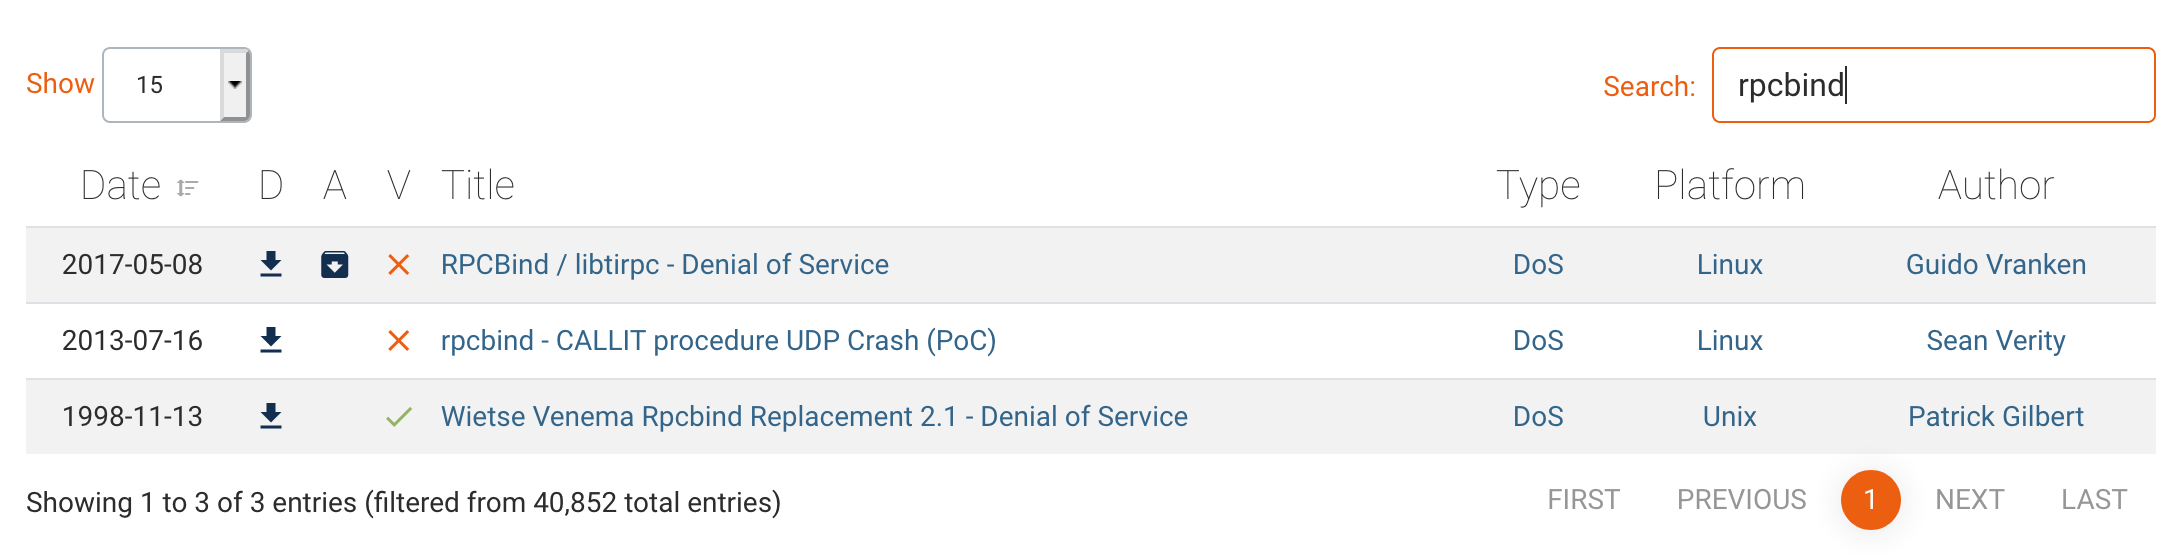 Show 15 Search: rpcbind
Date D A V Title Type Platform Author
2017-05-08 RPCBind / libtirpc - Denial of Service DoS Linux Guido Vranken
2013-07-16 rpcbind - CALLIT procedure UDP Crash (PoC) DoS Linux Sean Verity
1998-11-13 Wietse Venema Rpcbind Replacement 2.1 - Denial of Service DoS Unix Patrick Gilbert
Showing 1 to 3 of 3 entries (filtered from 40,852 total entries) FIRST PREVIOUS 1 NEXT LAST